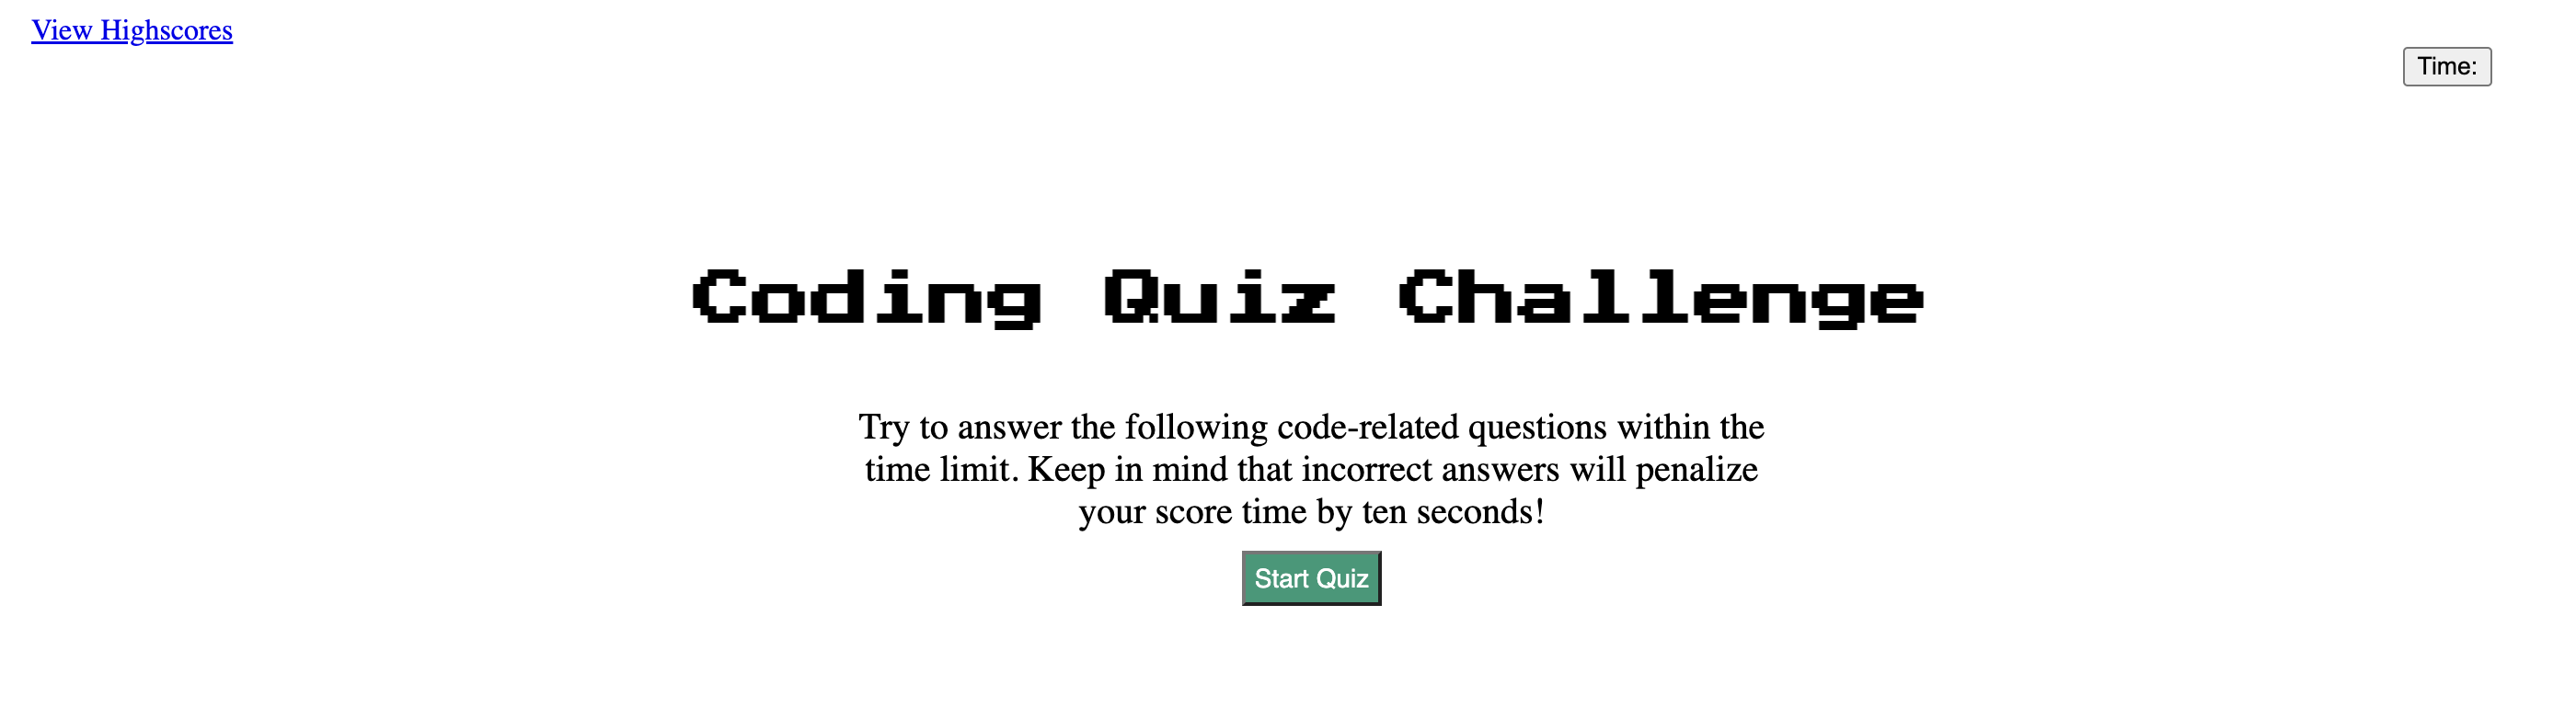 View Highscores
Time:
Coding Quiz Challenge
Try to answer the following code-related questions within the
time limit. Keep in mind that incorrect answers will penalize
your score time by ten seconds!
Start Quiz